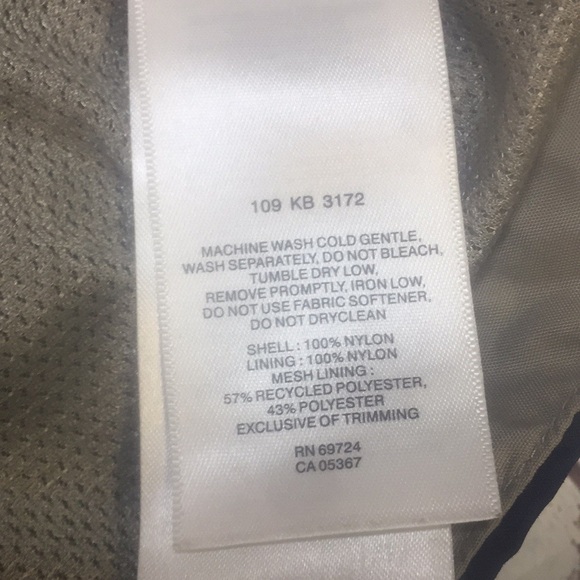 109 KB 3172
MACHINE WASH COLD GENTLE,
WASH SEPARATELY, DO NOT BLEACH,
TUMBLE DRY LOW,
REMOVE PROMPTLY, IRON LOW,
DO NOT USE FABRIC SOFTENER,
DO NOT DRYCLEAN
SHELL : 100% NYLON
LINING : 100% NYLON
MESH LINING :
57% RECYCLED POLYESTER,
43% POLYESTER
EXCLUSIVE OF TRIMMING
RN 69724
CA 05367